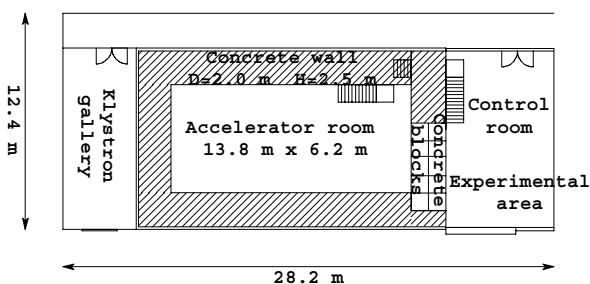 Concrete wall
D=2.0 m H=2.5 m
12.4 m
Klystron
gallery
Accelerator room
13.8 m x 6.2 m
Concrete
blocks
Control
room
Experimental
area
28.2 m